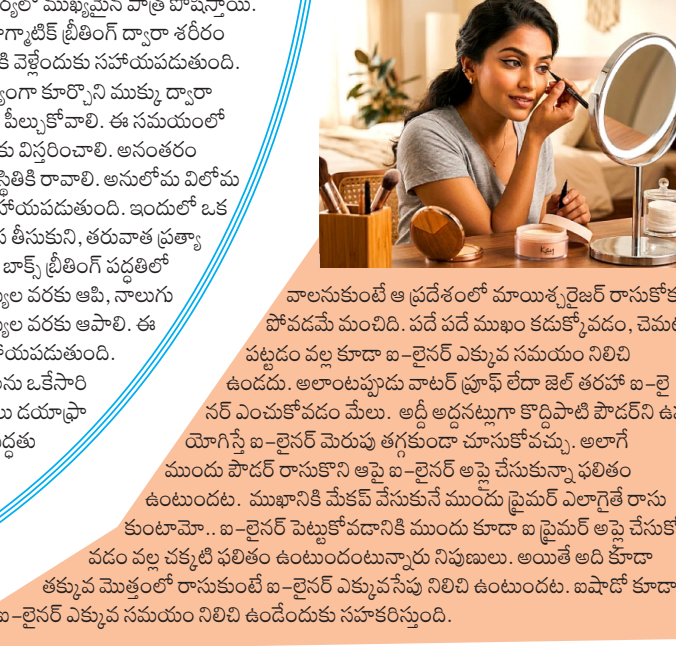 ర్యలో ముఖ్యమైన పాత్ర పోషిస్తాయి.
గ్మాటిక్ బ్రీతింగ్ ద్వారా శరీరం
కి వెళ్లేందుకు సహాయపడుతుంది.
ంగా కూర్చొని ముక్కు ద్వారా
పీల్చుకోవాలి. ఈ సమయంలో
కు విస్తరించాలి. అనంతరం
స్థితికి రావాలి. అనులోమ విలోమ
హాయపడుతుంది. ఇందులో ఒక
తీసుకుని, తరువాత ప్రత్యా
బాక్స్ బ్రీతింగ్ పద్ధతిలో
ల వరకు ఆపి, నాలుగు
ల వరకు ఆపాలి. ఈ
యపడుతుంది.
ను ఒకేసారి
లు డయాఫ్రా
ద్ధతు
Kay
వాలనుకుంటే ఆ ప్రదేశంలో మాయిశ్చరైజర్ రాసుకోక
పోవడమే మంచిది. పదే పదే ముఖం కడుక్కోవడం, చెమట
పట్టడం వల్ల కూడా ఐ-లైనర్ ఎక్కువ సమయం నిలిచి
ఉండదు. అలాంటప్పుడు వాటర్ ప్రూఫ్ లేదా జెల్ తరహా ఐ-లై
నర్ ఎంచుకోవడం మేలు. అద్దీ అద్దనట్లుగా కొద్దిపాటి పౌడర్‌ని ఉప
యోగిస్తే ఐ-లైనర్ మెరుపు తగ్గకుండా చూసుకోవచ్చు. అలాగే
ముందు పౌడర్ రాసుకొని ఆపై ఐ-లైనర్ అప్లై చేసుకున్నా ఫలితం
ఉంటుందట. ముఖానికి మేకప్ వేసుకునే ముందు ప్రైమర్ ఎలాగైతే రాసు
కుంటామో.. ఐ-లైనర్ పెట్టుకోవడానికి ముందు కూడా ఐ ప్రైమర్ అప్లై చేసుకో
వడం వల్ల చక్కటి ఫలితం ఉంటుందంటున్నారు నిపుణులు. అయితే అది కూడా
తక్కువ మొత్తంలో రాసుకుంటే ఐ-లైనర్ ఎక్కువసేపు నిలిచి ఉంటుందట. ఐషాడో కూడా
ఐ-లైనర్ ఎక్కువ సమయం నిలిచి ఉండేందుకు సహకరిస్తుంది.